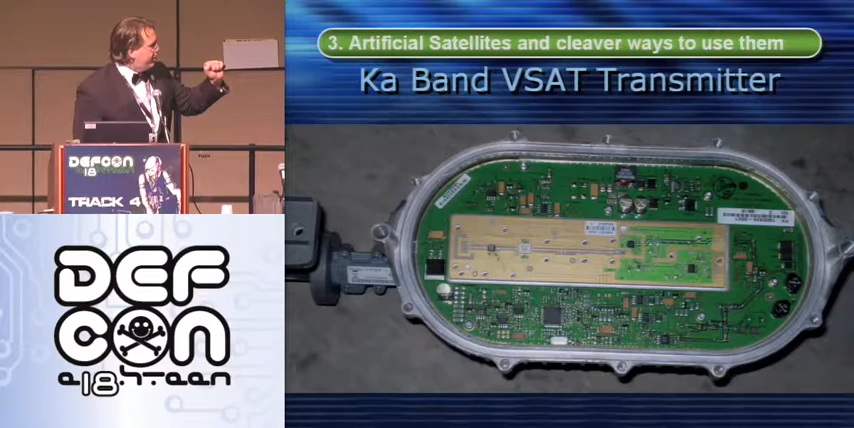 3. Artificial Satellites and cleaver ways to use them
Ka Band VSAT Transmitter
DEFCON
18
TRACK 4
DEF
CON
e18hteen